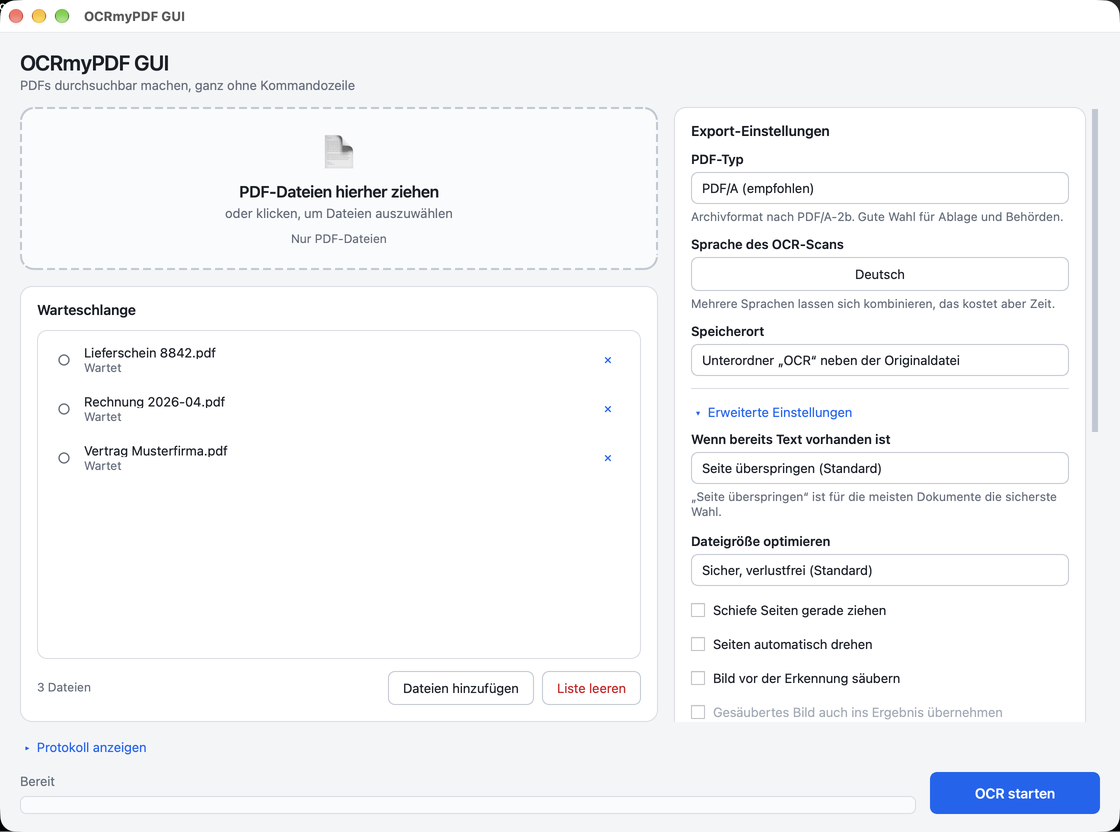 OCRmyPDF GUI
OCRmyPDF GUI
PDFs durchsuchbar machen, ganz ohne Kommandozeile
PDF-Dateien hierher ziehen
oder klicken, um Dateien auszuwählen
Nur PDF-Dateien
Warteschlange
Lieferschein 8842.pdf
Wartet
×
Rechnung 2026-04.pdf
Wartet
×
Vertrag Musterfirma.pdf
Wartet
×
3 Dateien
Dateien hinzufügen
Liste leeren
Export-Einstellungen
PDF-Typ
PDF/A (empfohlen)
Archivformat nach PDF/A-2b. Gute Wahl für Ablage und Behörden.
Sprache des OCR-Scans
Deutsch
Mehrere Sprachen lassen sich kombinieren, das kostet aber Zeit.
Speicherort
Unterordner „OCR“ neben der Originaldatei
Erweiterte Einstellungen
Wenn bereits Text vorhanden ist
Seite überspringen (Standard)
„Seite überspringen“ ist für die meisten Dokumente die sicherste
Wahl.
Dateigröße optimieren
Sicher, verlustfrei (Standard)
Schiefe Seiten gerade ziehen
Seiten automatisch drehen
Bild vor der Erkennung säubern
Gesäubertes Bild auch ins Ergebnis übernehmen
Protokoll anzeigen
Bereit
OCR starten